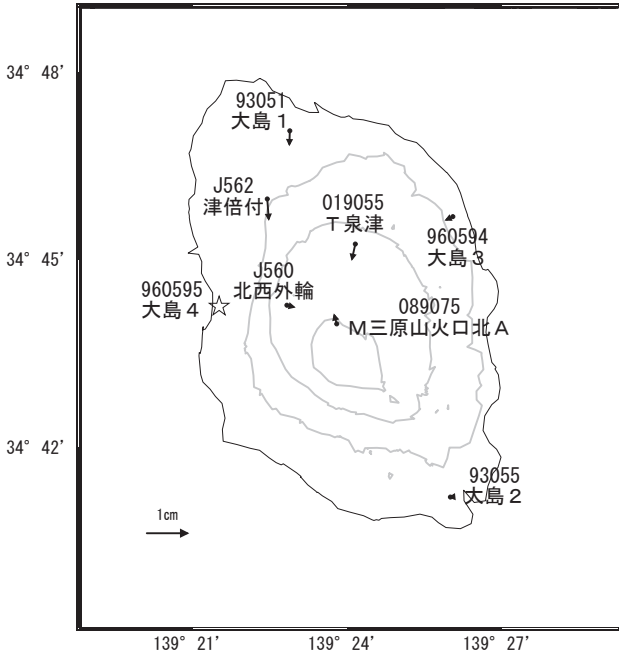 34° 48'
93051
大島１
J562
津倍付
019055
Ｔ泉津
960594
大島３
34° 45'
J560
北西外輪
960595
大島４
089075
Ｍ三原山火口北Ａ
34° 42'
93055
大島２
1cm
139° 21'
139° 24'
139° 27'